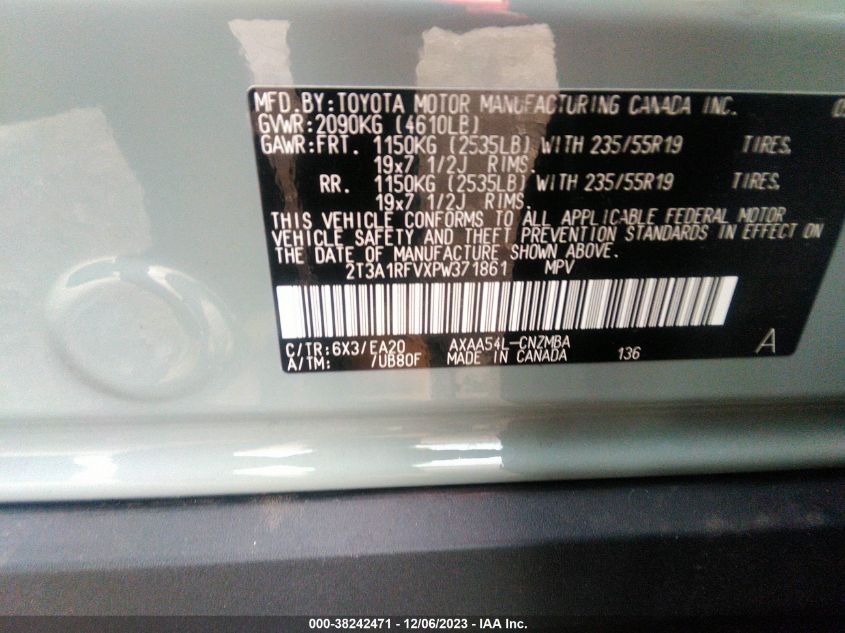 MFD.BY:TOYOTA MOTOR MANUFACTURING CANADA INC.
GVWR:2090KG (4610LB)
GAWR:FRT. 1150KG (2535LB) WITH 235/55R19 TIRES.
19x7 1/2J RIMS.
RR. 1150KG (2535LB) WITH 235/55R19 TIRES.
19x7 1/2J RIMS.
THIS VEHICLE CONFORMS TO ALL APPLICABLE FEDERAL MOTOR
VEHICLE SAFETY AND THEFT PREVENTION STANDARDS IN EFFECT ON
THE DATE OF MANUFACTURE SHOWN ABOVE.
2T3A1RFVXPW371861 MPV
C/TR:6X3/EA20 AXAA54L-CNZMBA
A/TM: /UB80F MADE IN CANADA 136 A
000-38242471 - 12/06/2023 - IAA Inc.